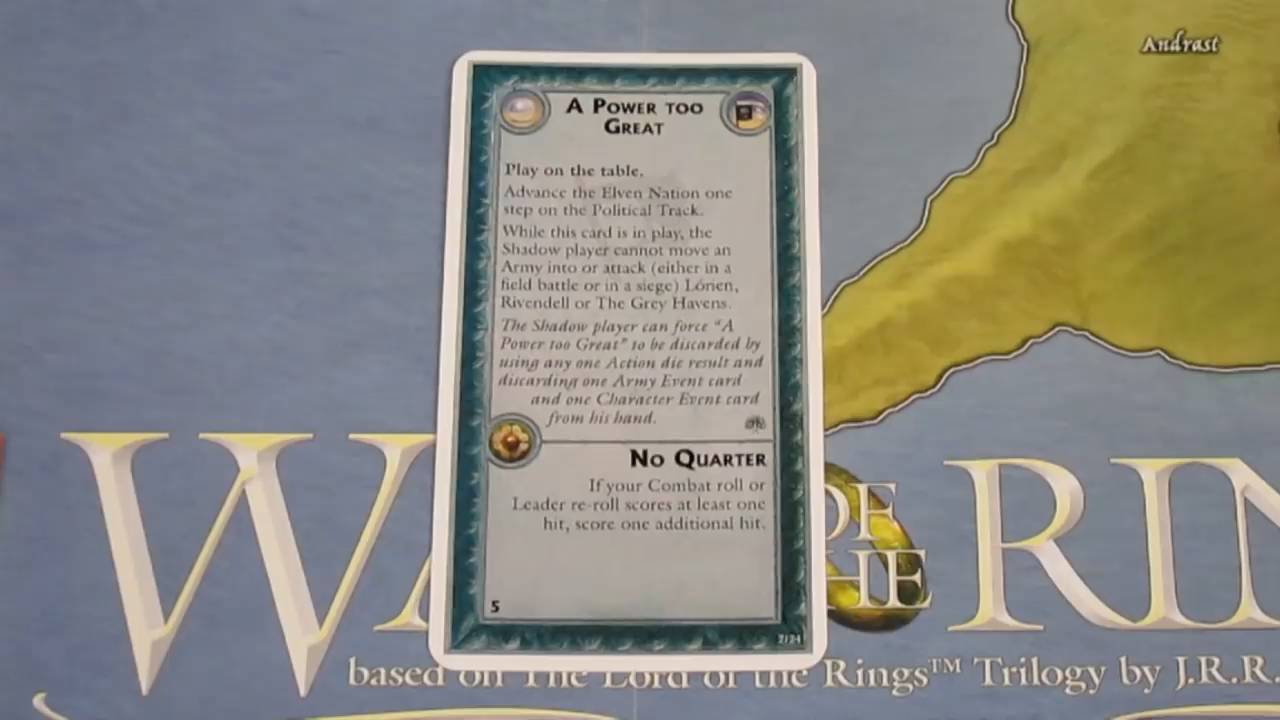 Andrast
A POWER TOO
GREAT
Play on the table.
Advance the Elven Nation one
step on the Political Track.
While this card is in play, the
Shadow player cannot move an
Army into or attack (either in a
field battle or in a siege) Lórien,
Rivendell or The Grey Havens.
The Shadow player can force "A
Power too Great" to be discarded by
using any one Action die result and
discarding one Army Event card
and one Character Event card
from his hand.
NO QUARTER
If your Combat roll or
Leader re-roll scores at least one
hit, score one additional hit.
5
2/24
WA OF THE RIN
based on The Lord of the Rings™ Trilogy by J.R.R.